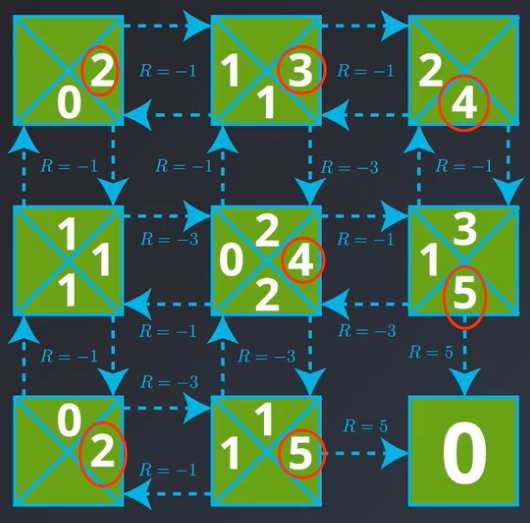 2 R = −1 1 3 R = −1 2
0 1 4
R = −1 R = −1 R = −3 R = −1
1 2 3
1 R = −3 0 4 R = −1 1
1 2 5
R = −1 R = −3
R = −1 R = −3 R = 5
0 R = −3 1
2 1 5 R = 5 0
R = −1